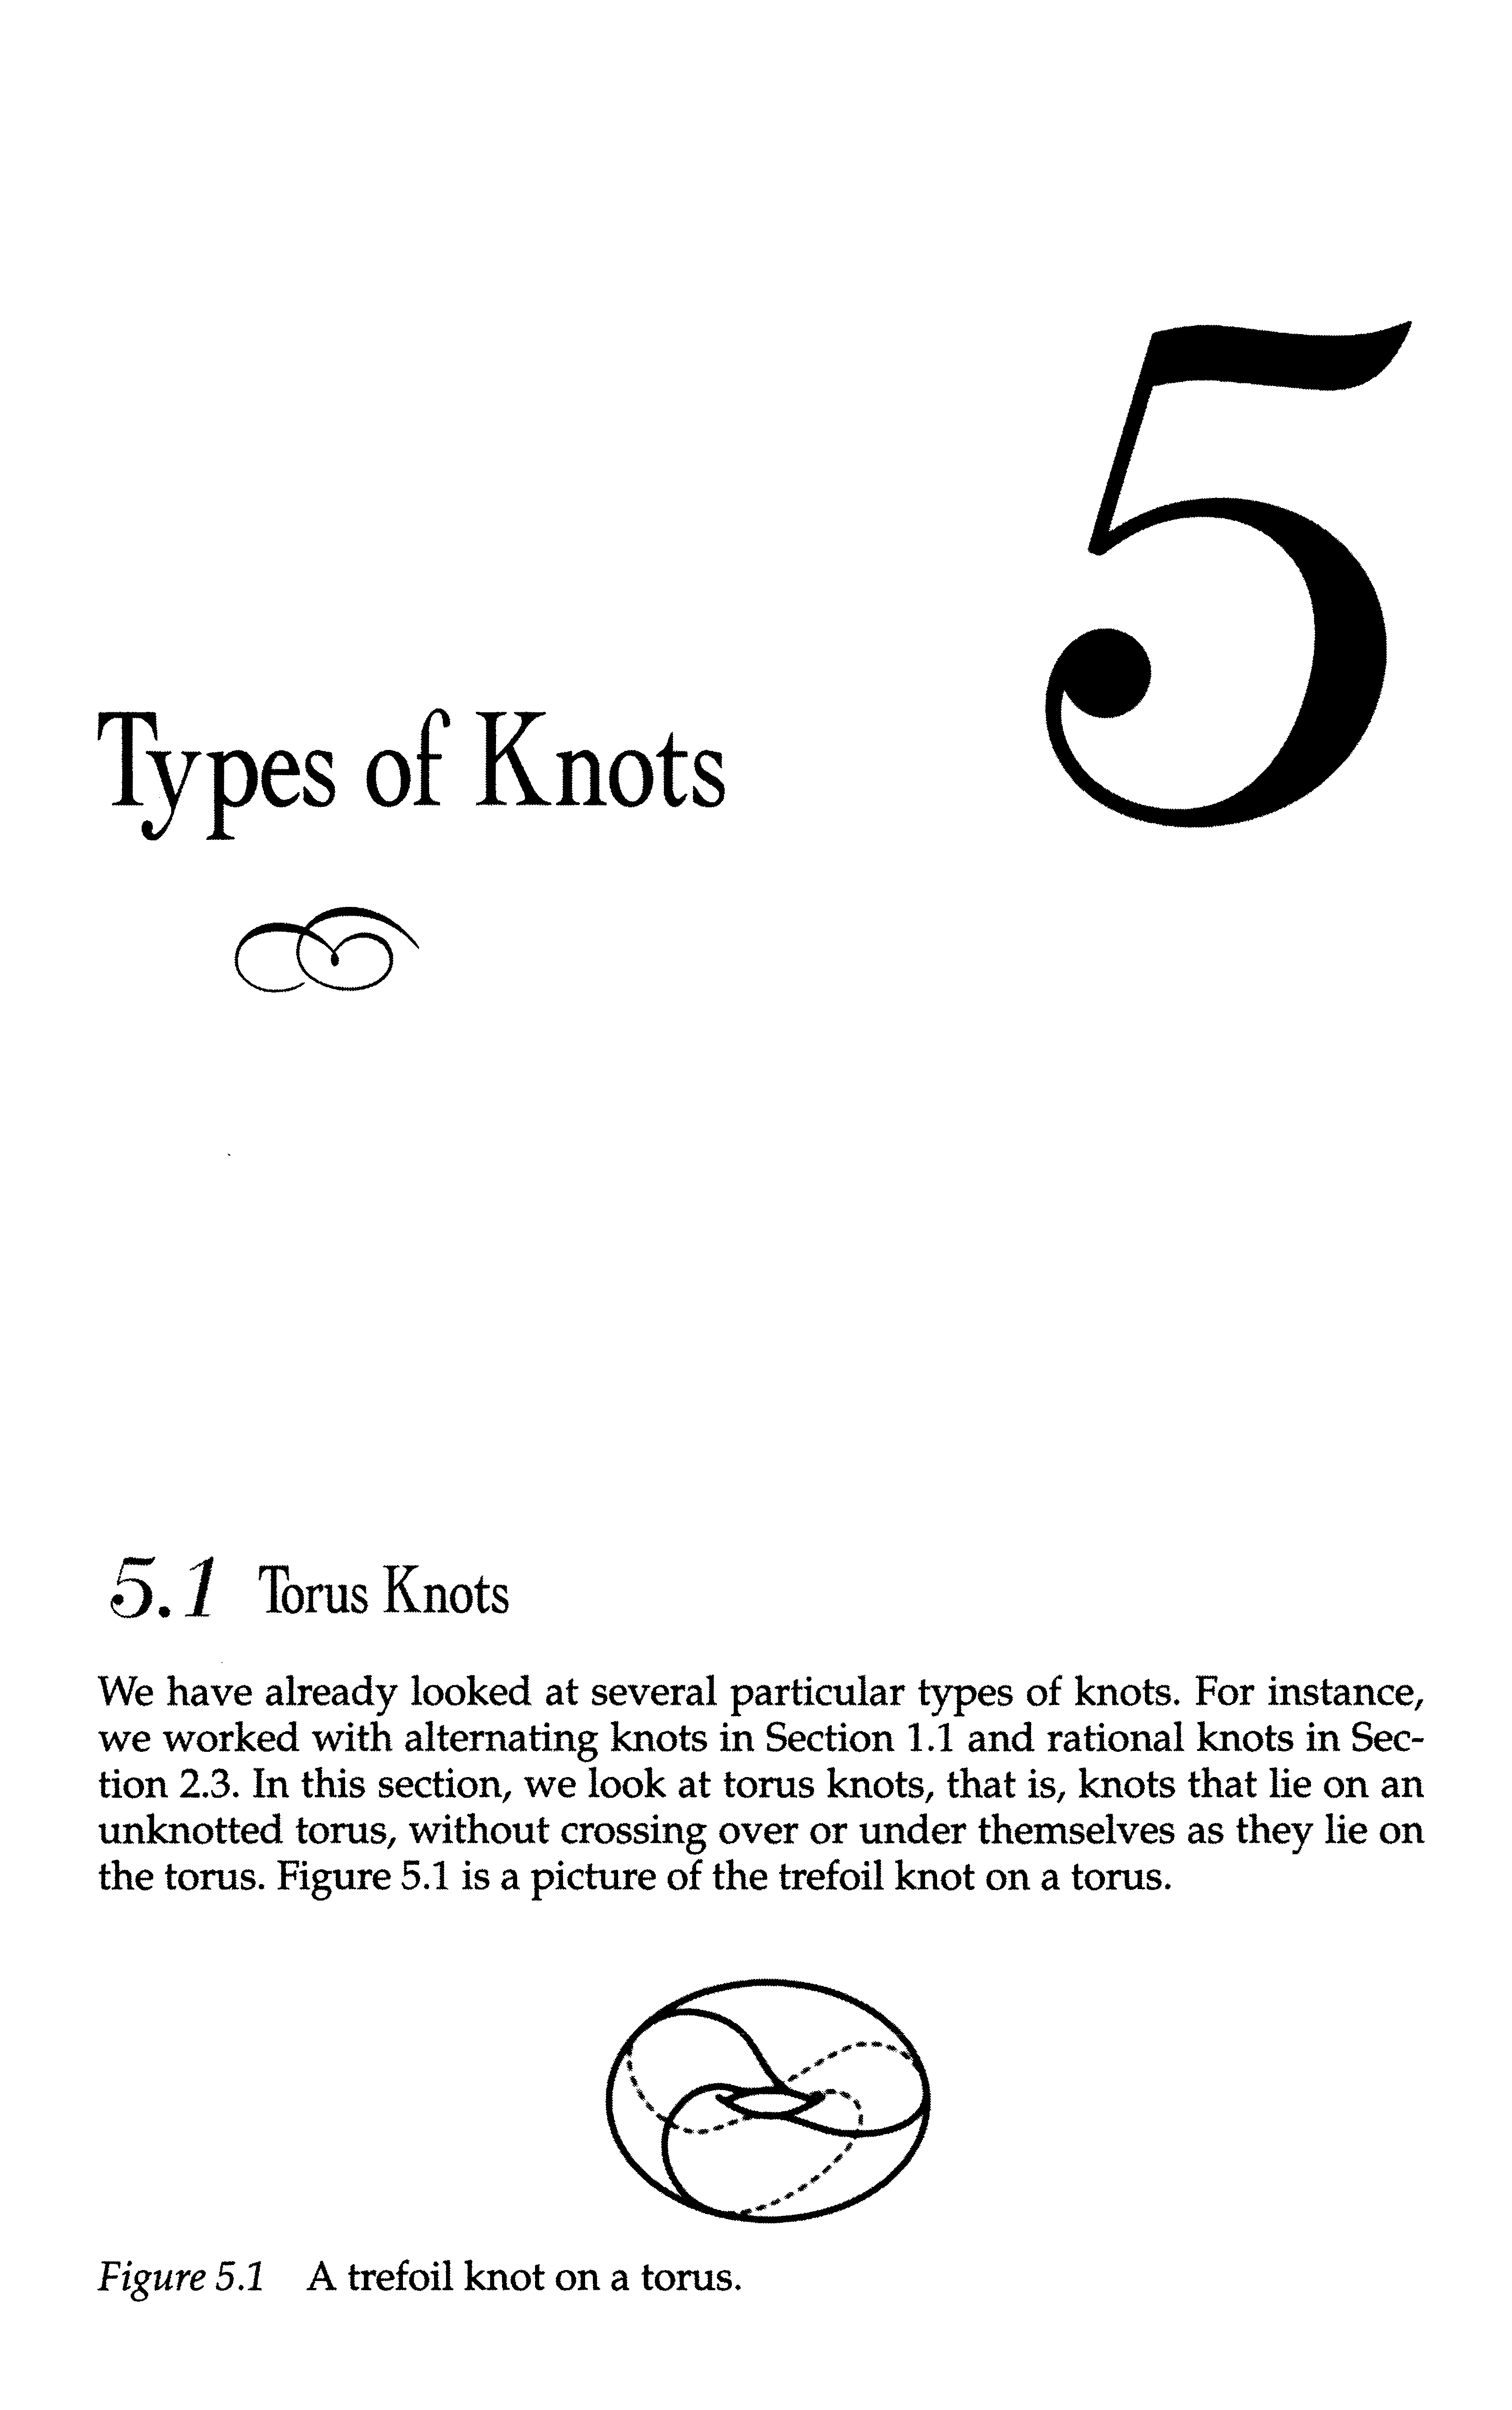 5
Types of Knots
5.1 Torus Knots
We have already looked at several particular types of knots. For instance,
we worked with alternating knots in Section 1.1 and rational knots in Sec-
tion 2.3. In this section, we look at torus knots, that is, knots that lie on an
unknotted torus, without crossing over or under themselves as they lie on
the torus. Figure 5.1 is a picture of the trefoil knot on a torus.
Figure 5.1 A trefoil knot on a torus.